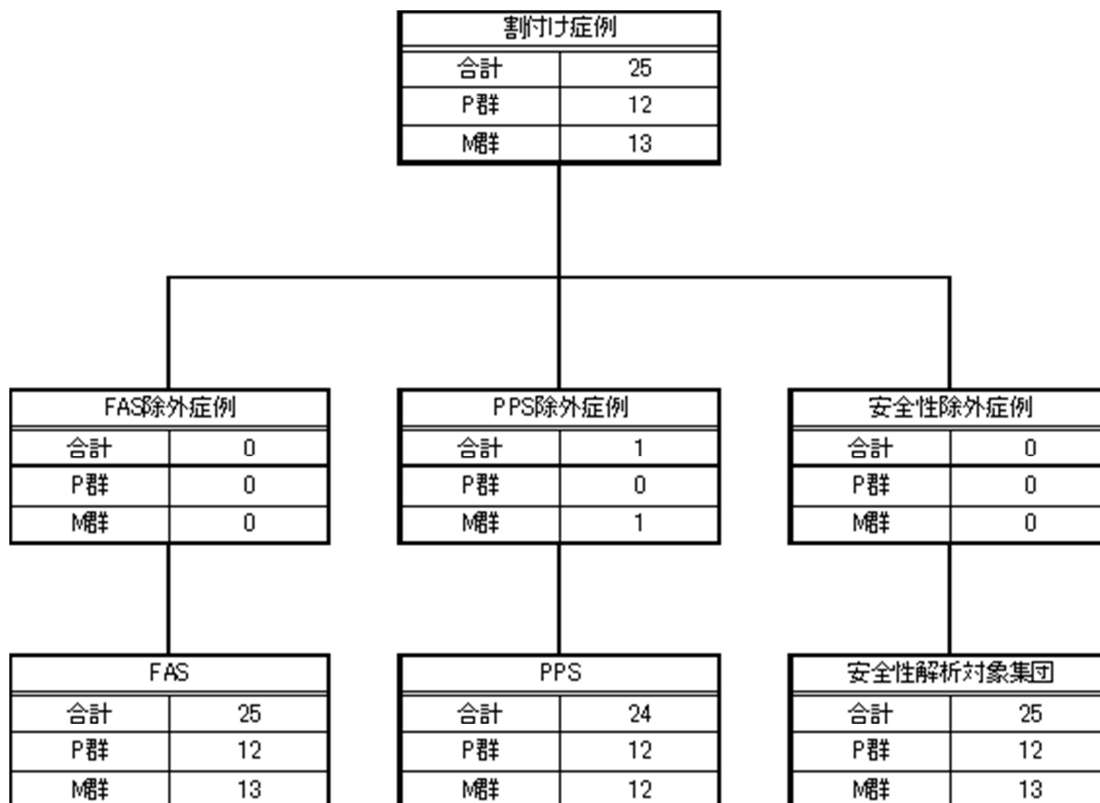 割付け症例
合計 25
P群 12
M群 13
FAS除外症例
合計 0
P群 0
M群 0
PPS除外症例
合計 1
P群 0
M群 1
安全性除外症例
合計 0
P群 0
M群 0
FAS
合計 25
P群 12
M群 13
PPS
合計 24
P群 12
M群 12
安全性解析対象集団
合計 25
P群 12
M群 13